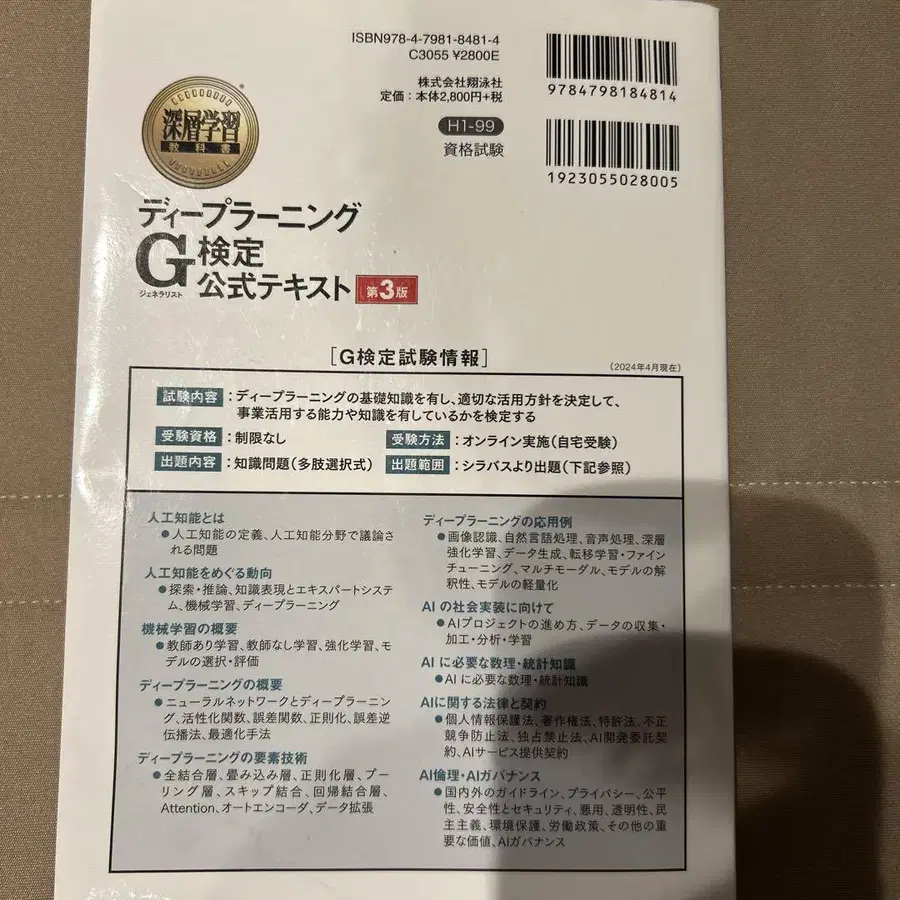 ISBN978-4-7981-8481-4
C3055 ¥2800E
株式会社翔泳社
定価:本体2,800円+税
H1-99
資格試験
9784798184814
1923055028005
深層学習
教科書
ディープラーニング
G検定
ジェネラリスト
公式テキスト 第3版
[G検定試験情報]
(2024年4月現在)
試験内容:ディープラーニングの基礎知識を有し、適切な活用方針を決定して、
事業活用する能力や知識を有しているかを検定する
受験資格:制限なし 受験方法:オンライン実施(自宅受験)
出題内容:知識問題(多肢選択式) 出題範囲:シラバスより出題(下記参照)
人工知能とは
●人工知能の定義、人工知能分野で議論さ
れる問題
人工知能をめぐる動向
●探索・推論、知識表現とエキスパートシステ
ム、機械学習、ディープラーニング
機械学習の概要
●教師あり学習、教師なし学習、強化学習、モ
デルの選択・評価
ディープラーニングの概要
●ニューラルネットワークとディープラーニン
グ、活性化関数、誤差関数、正則化、誤差逆
伝播法、最適化手法
ディープラーニングの要素技術
●全結合層、畳み込み層、正則化層、プー
リング層、スキップ結合、回帰結合層、
Attention、オートエンコーダ、データ拡張
ディープラーニングの応用例
●画像認識、自然言語処理、音声処理、深層
強化学習、データ生成、転移学習・ファイン
チューニング、マルチモーダル、モデルの解
釈性、モデルの軽量化
AIの社会実装に向けて
●AIプロジェクトの進め方、データの収集・
加工・分析・学習
AIに必要な数理・統計知識
●AIに必要な数理・統計知識
AIに関する法律と契約
●個人情報保護法、著作権法、特許法、不正
競争防止法、独占禁止法、AI開発委託契
約、AIサービス提供契約
AI倫理・AIガバナンス
●国内外のガイドライン、プライバシー、公平
性、安全性とセキュリティ、悪用、透明性、民
主主義、環境保護、労働政策、その他の重
要な価値、AIガバナンス